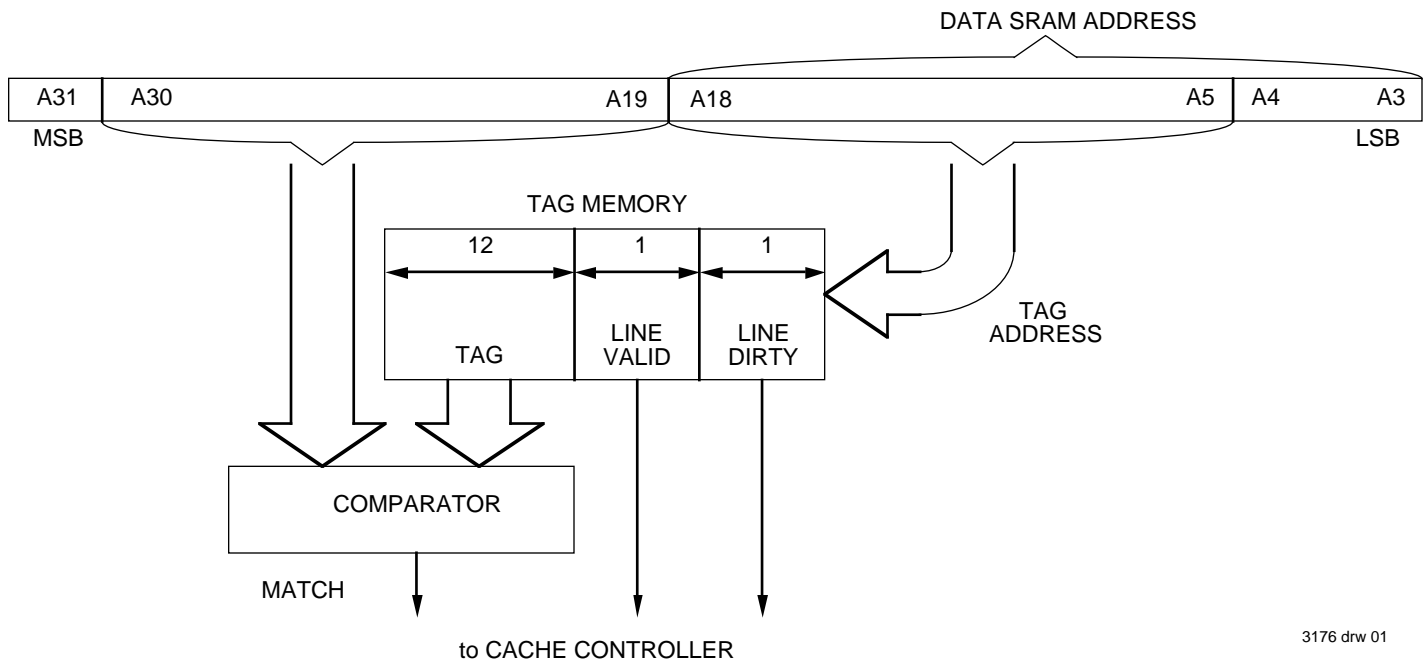 DATA SRAM ADDRESS
A31 A30 A19 A18 A5 A4 A3
MSB LSB
TAG MEMORY
12 1 1
TAG
LINE
VALID
LINE
DIRTY
TAG
ADDRESS
COMPARATOR
MATCH
to CACHE CONTROLLER
3176 drw 01